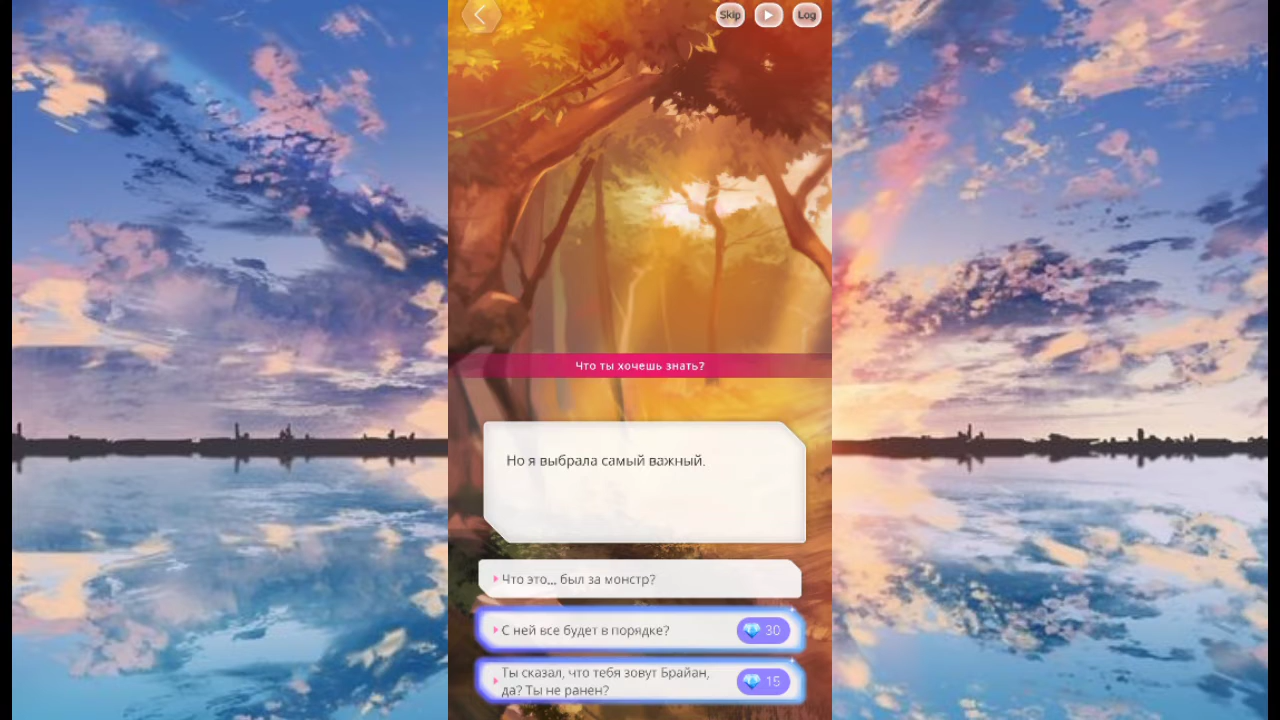 Skip
Log
Что ты хочешь знать?
Но я выбрала самый важный.
Что это... был за монстр?
С ней все будет в порядке?
30
Ты сказал, что тебя зовут Брайан,
да? Ты не ранен?
15